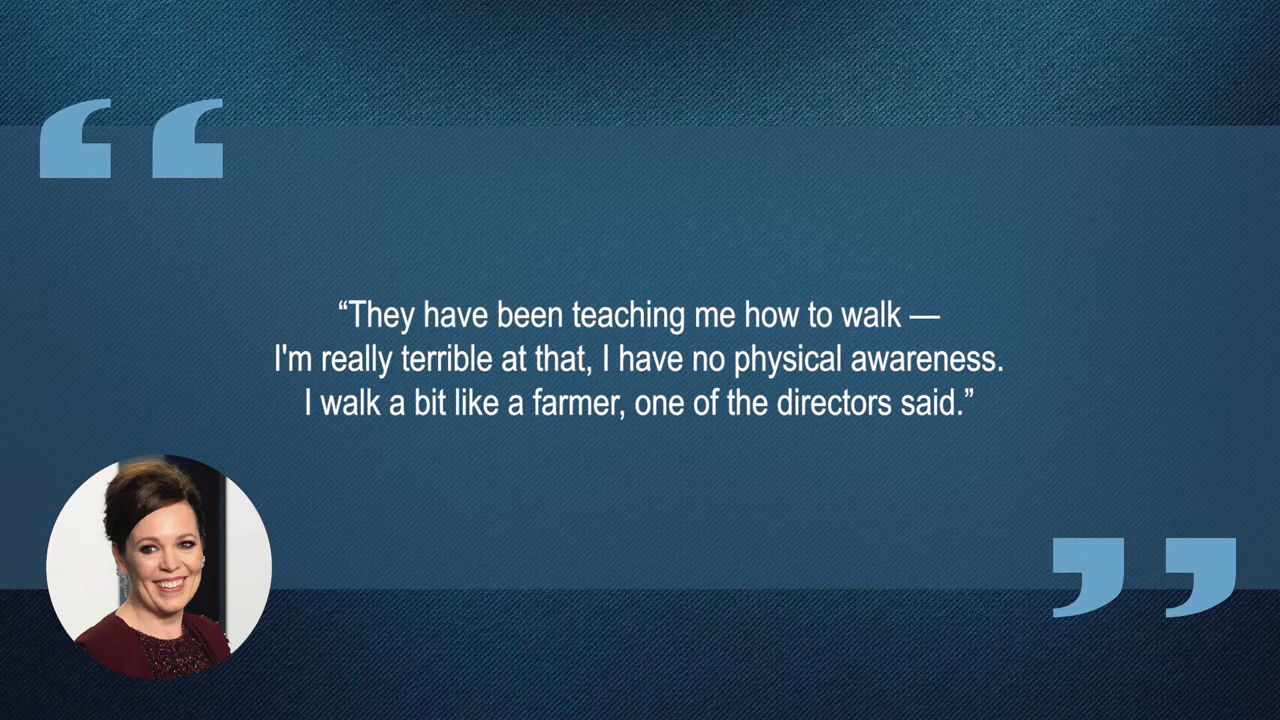 “They have been teaching me how to walk —
I'm really terrible at that, I have no physical awareness.
I walk a bit like a farmer, one of the directors said.”